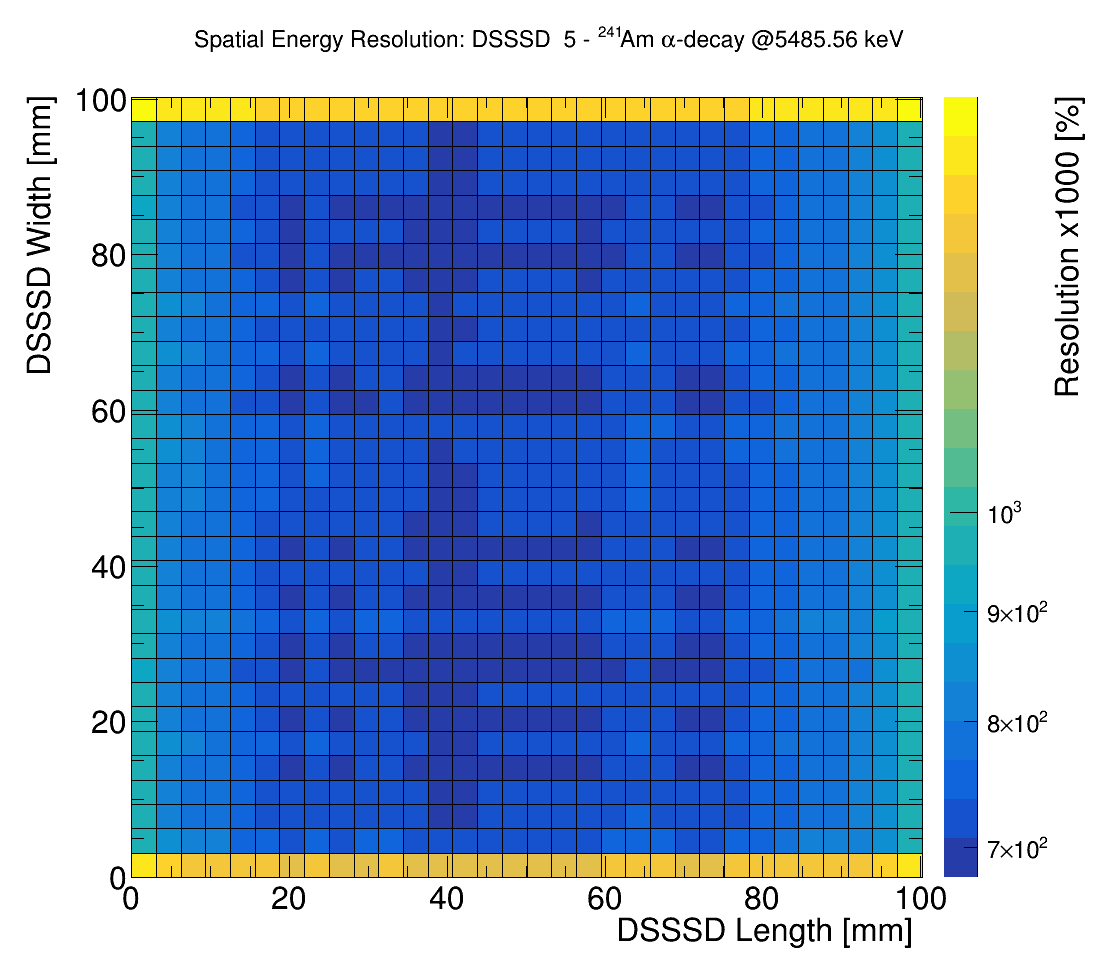 Spatial Energy Resolution: DSSSD 5 - ²⁴¹Am α-decay @5485.56 keV
DSSSD Width [mm]
100
80
60
40
20
0
0 20 40 60 80 100
DSSSD Length [mm]
Resolution x1000 [%]
10³
9×10²
8×10²
7×10²